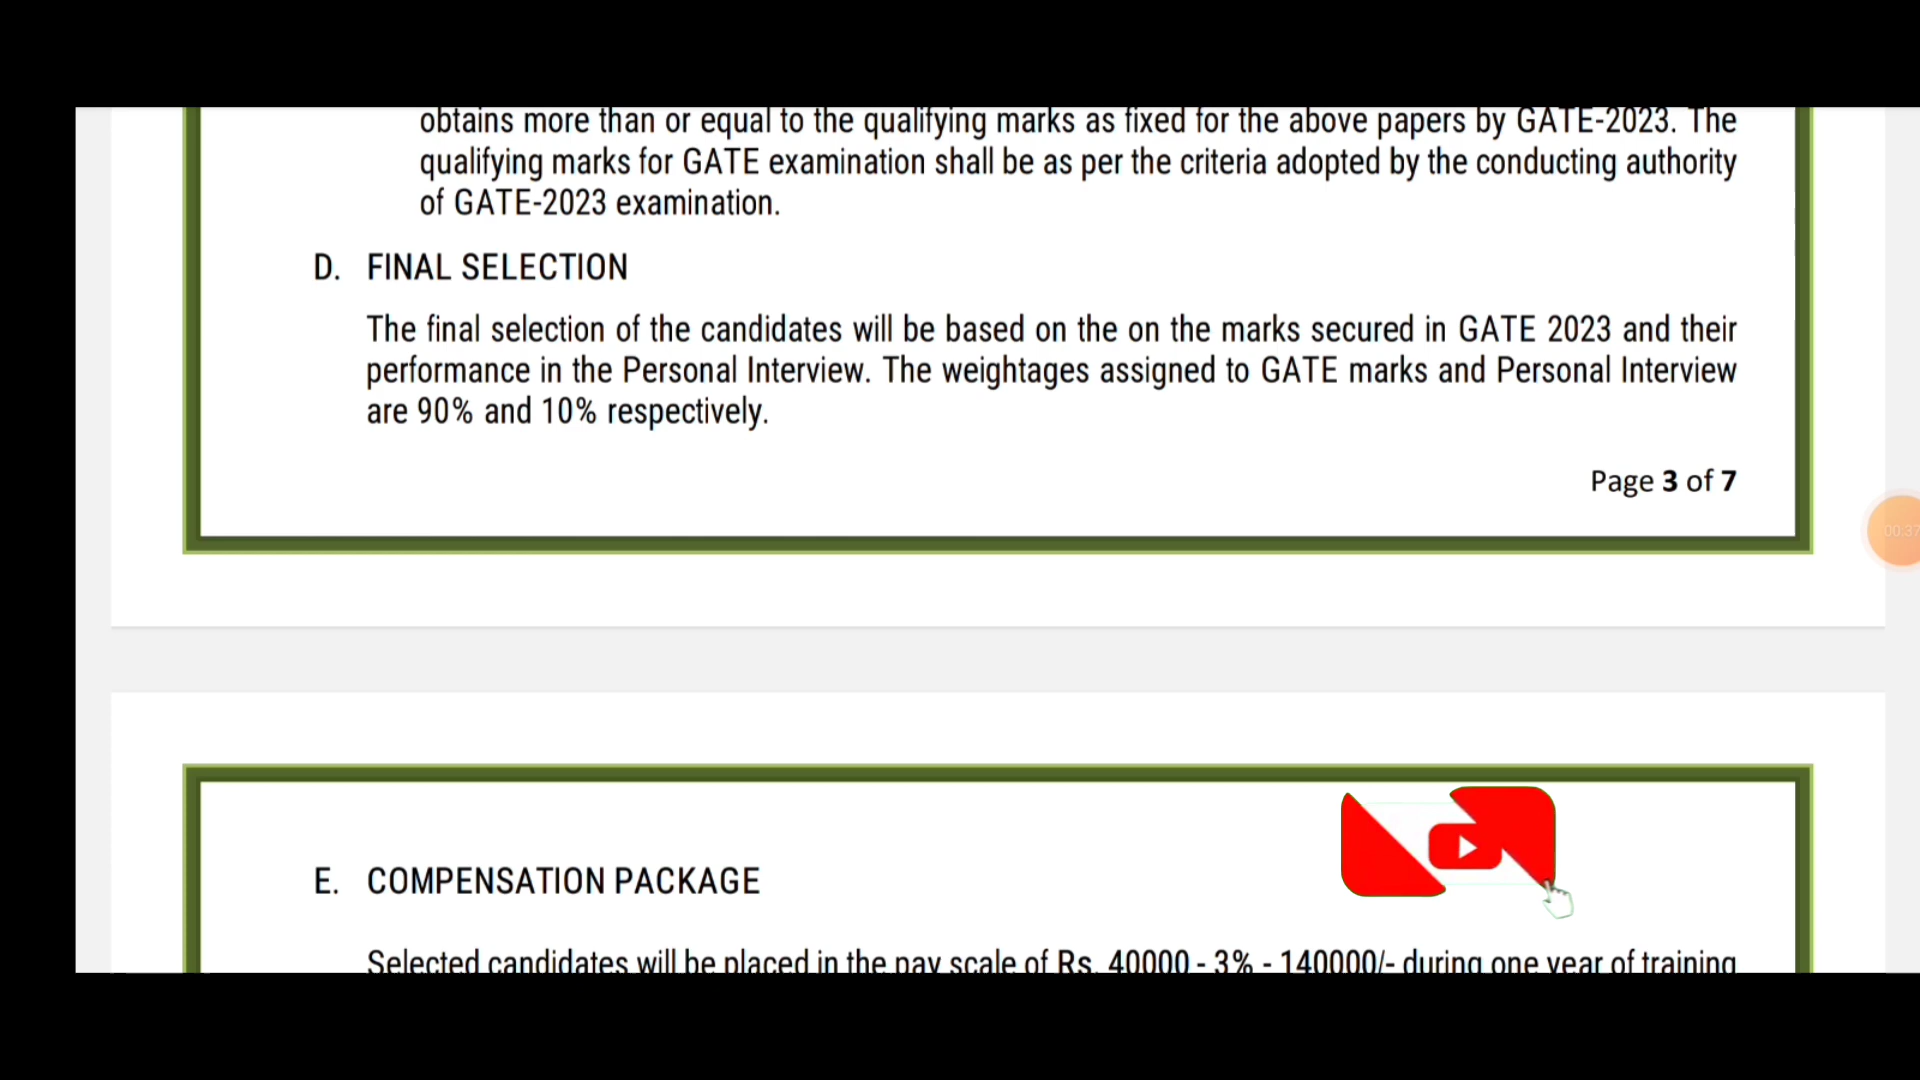 obtains more than or equal to the qualifying marks as fixed for the above papers by GATE-2023. The
qualifying marks for GATE examination shall be as per the criteria adopted by the conducting authority
of GATE-2023 examination.
D. FINAL SELECTION
The final selection of the candidates will be based on the on the marks secured in GATE 2023 and their
performance in the Personal Interview. The weightages assigned to GATE marks and Personal Interview
are 90% and 10% respectively.
Page 3 of 7
00:37
E. COMPENSATION PACKAGE
Selected candidates will be placed in the pay scale of Rs. 40000 - 3% - 140000/- during one year of training